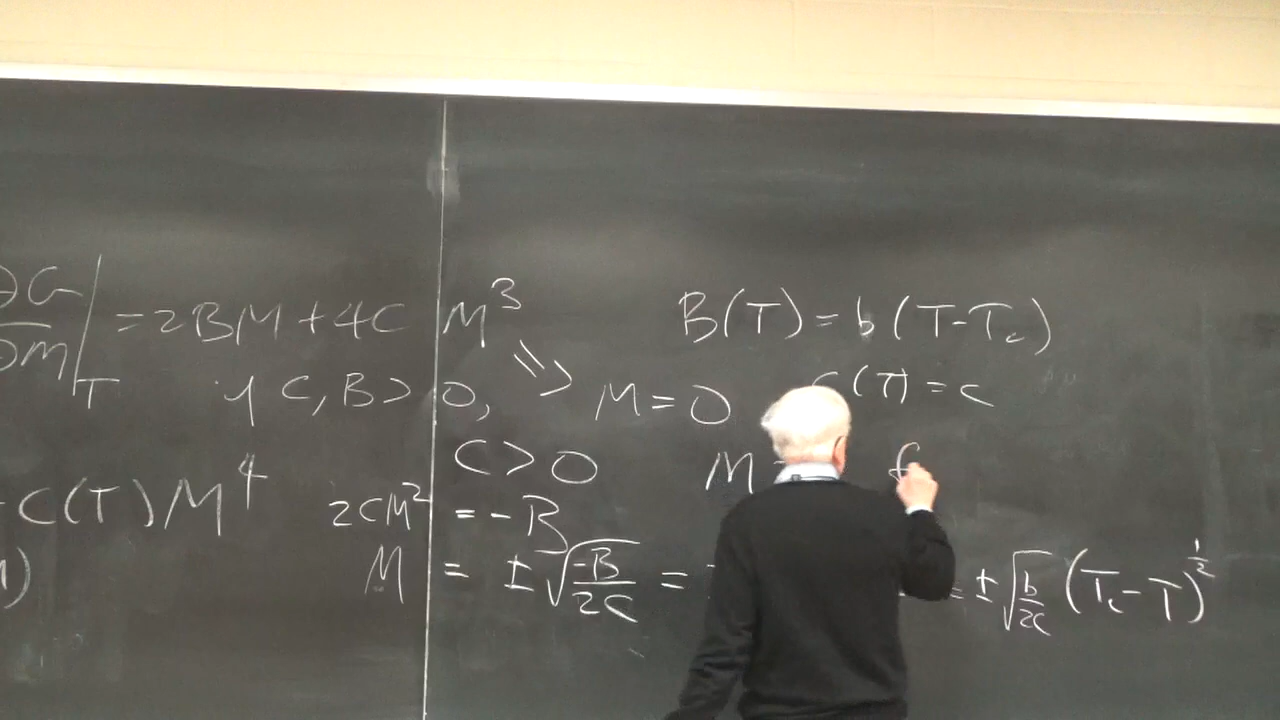 ∂G/∂M|_T = 2BM + 4C M³
B(T) = b(T-T_c)
if C, B > 0, ⟹ M = 0
(T) = c
C > 0
M
f
C(T)M⁴
2CM² = -B
M = ±√(-B/2C) =
= ±√(b/2c) (T_c-T)^(1/2)